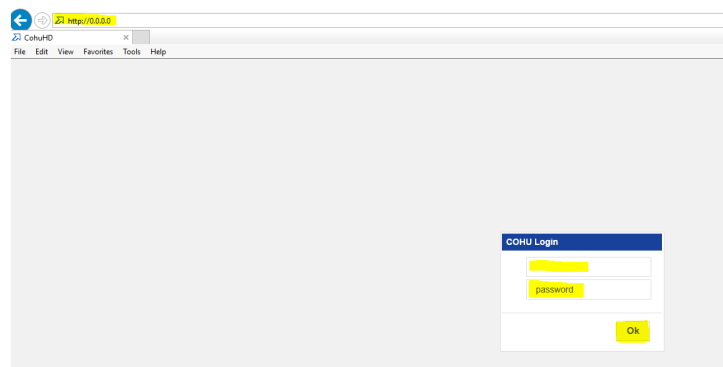 http://0.0.0.0
CohuHD
File Edit View Favorites Tools Help
COHU Login
password
Ok